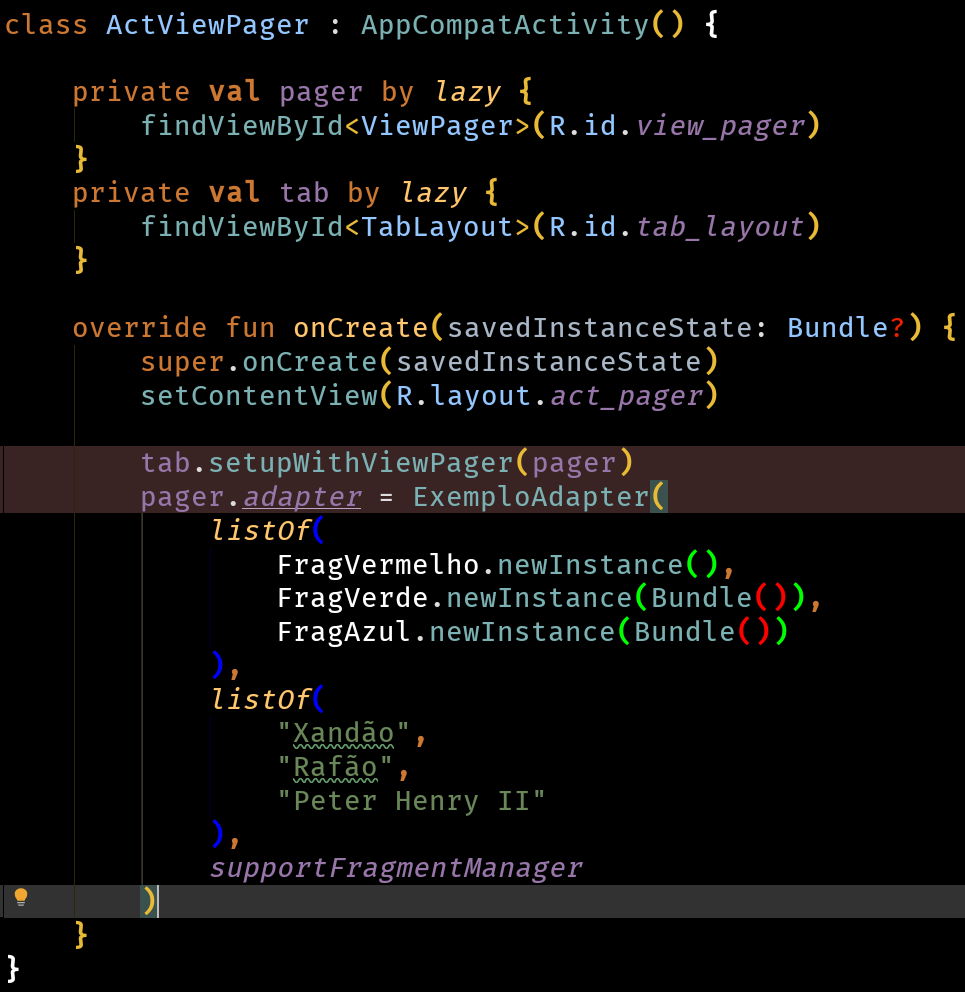 class ActViewPager : AppCompatActivity() {
private val pager by lazy {
findViewById<ViewPager>(R.id.view_pager)
}
private val tab by lazy {
findViewById<TabLayout>(R.id.tab_layout)
}
override fun onCreate(savedInstanceState: Bundle?) {
super.onCreate(savedInstanceState)
setContentView(R.layout.act_pager)
tab.setupWithViewPager(pager)
pager.adapter = ExemploAdapter(
listOf(
FragVermelho.newInstance(),
FragVerde.newInstance(Bundle()),
FragAzul.newInstance(Bundle())
),
listOf(
"Xandão",
"Rafão",
"Peter Henry II"
),
supportFragmentManager
)
}
}